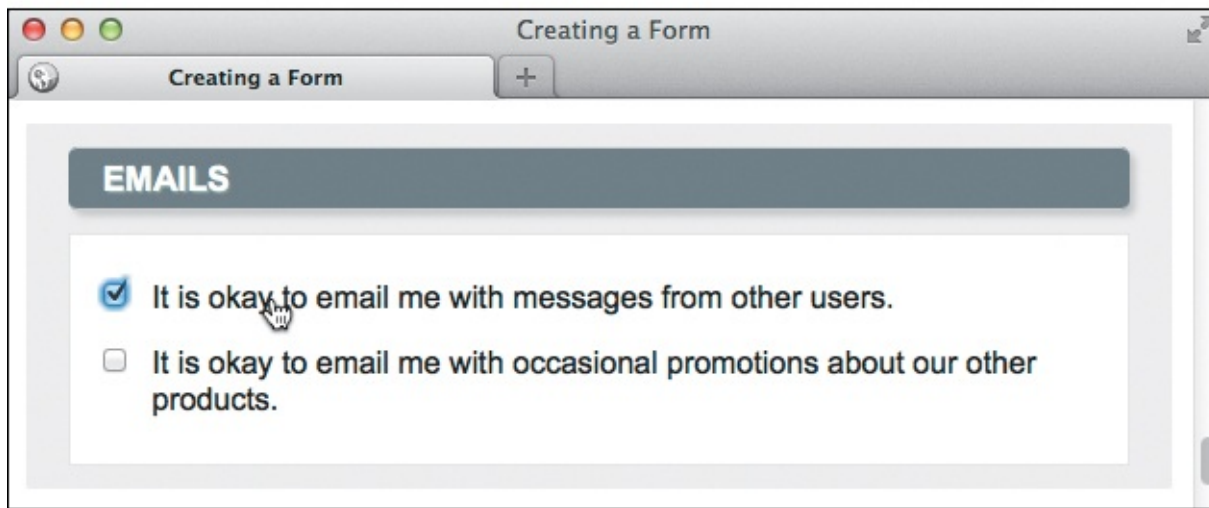 Creating a Form
Creating a Form
EMAILS
It is okay to email me with messages from other users.
It is okay to email me with occasional promotions about our other
products.